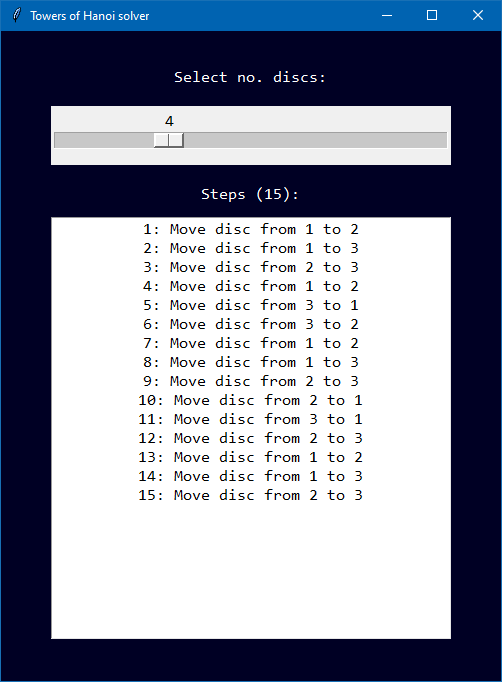 Towers of Hanoi solver
Select no. discs:
4
Steps (15):
1: Move disc from 1 to 2
2: Move disc from 1 to 3
3: Move disc from 2 to 3
4: Move disc from 1 to 2
5: Move disc from 3 to 1
6: Move disc from 3 to 2
7: Move disc from 1 to 2
8: Move disc from 1 to 3
9: Move disc from 2 to 3
10: Move disc from 2 to 1
11: Move disc from 3 to 1
12: Move disc from 2 to 3
13: Move disc from 1 to 2
14: Move disc from 1 to 3
15: Move disc from 2 to 3